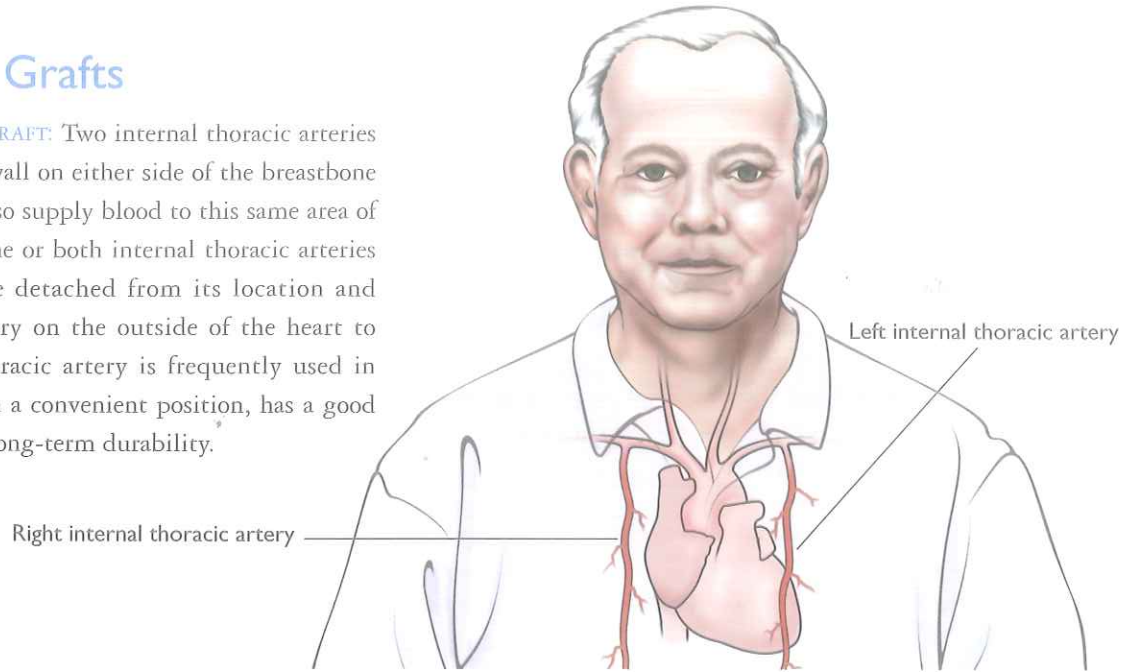 Grafts
RAFT: Two internal thoracic arteries
wall on either side of the breastbone
so supply blood to this same area of
ne or both internal thoracic arteries
e detached from its location and
ry on the outside of the heart to
racic artery is frequently used in
a convenient position, has a good
ong-term durability.
Left internal thoracic artery
Right internal thoracic artery